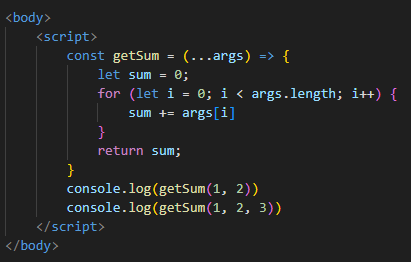 <body>
    <script>
        const getSum = (...args) => {
            let sum = 0;
            for (let i = 0; i < args.length; i++) {
                sum += args[i]
            }
            return sum;
        }
        console.log(getSum(1, 2))
        console.log(getSum(1, 2, 3))
    </script>
</body>